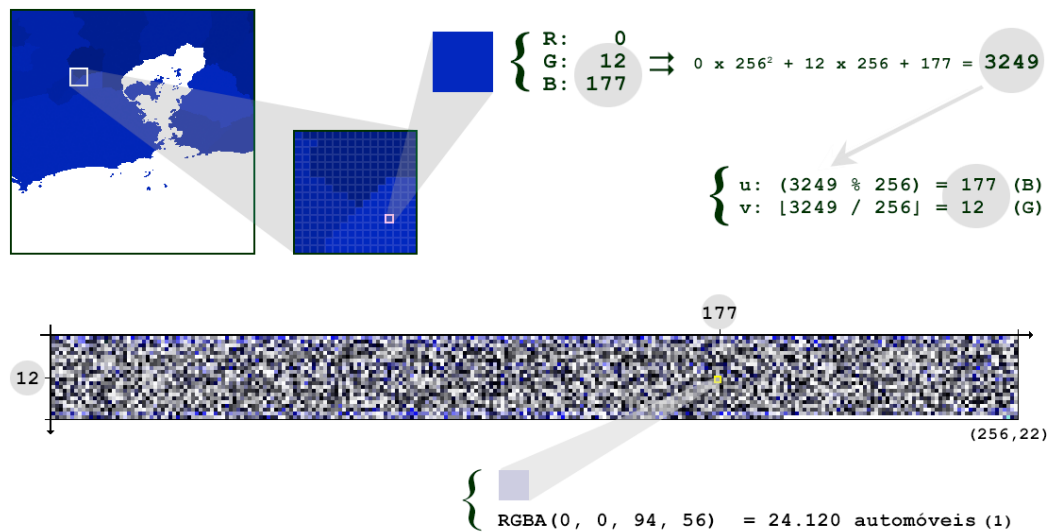 R: 0
G: 12
B: 177
0 x 256² + 12 x 256 + 177 = 3249
u: (3249 % 256) = 177 (B)
v: ⌊3249 / 256⌋ = 12 (G)
177
12
(256,22)
RGBA(0, 0, 94, 56) = 24.120 automóveis (1)